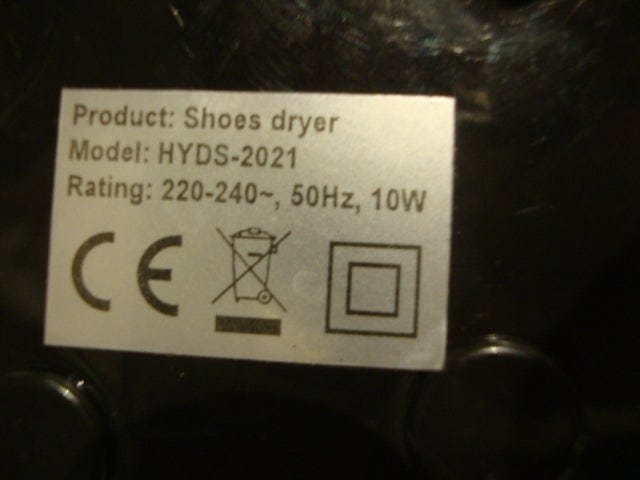 Product: Shoes dryer
Model: HYDS-2021
Rating: 220-240~, 50Hz, 10W
CE